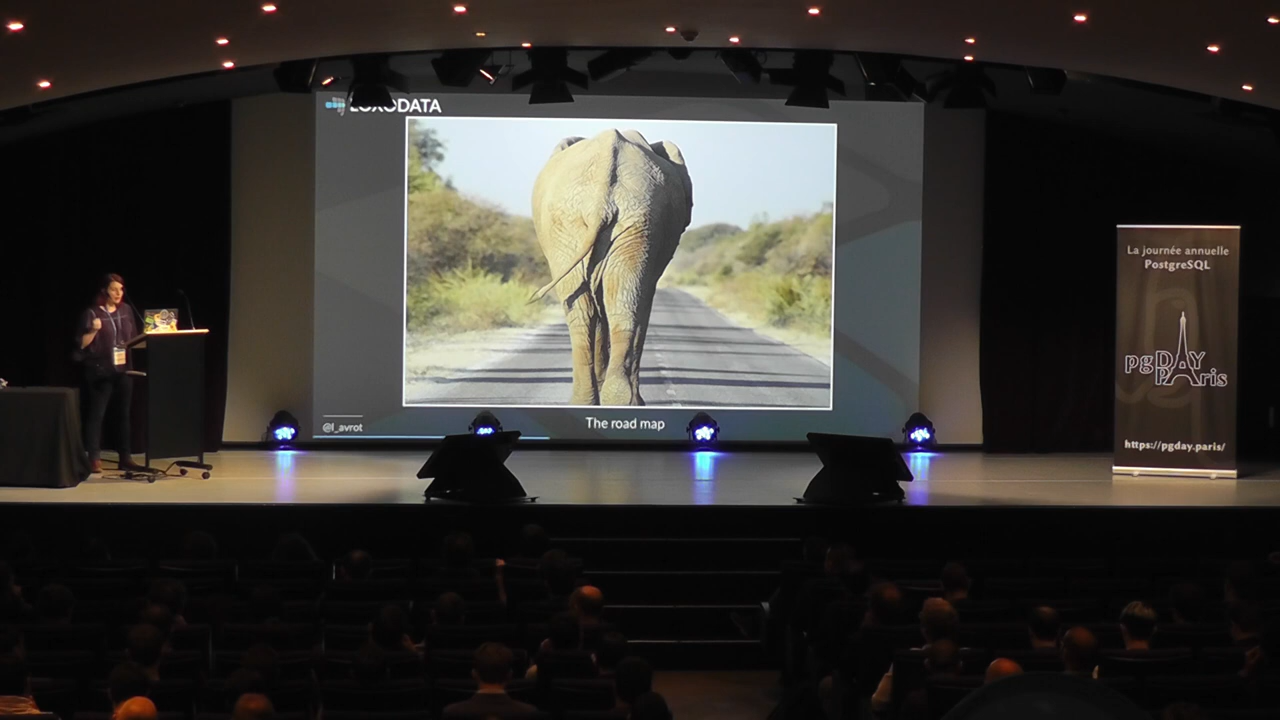 LOXODATA
@l_avrot
The road map
La journée annuelle
PostgreSQL
pgDAY
PAris
https://pgday.paris/